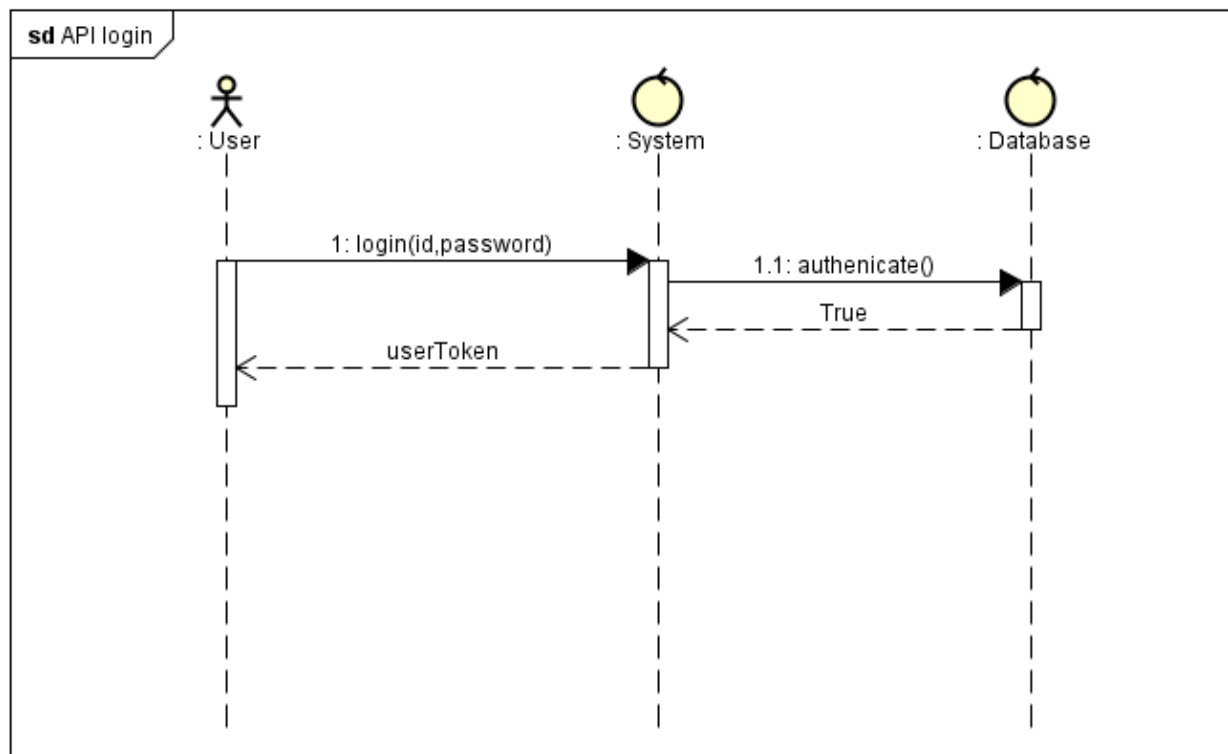 sd API login
: User
: System
: Database
1: login(id,password)
1.1: authenicate()
True
userToken